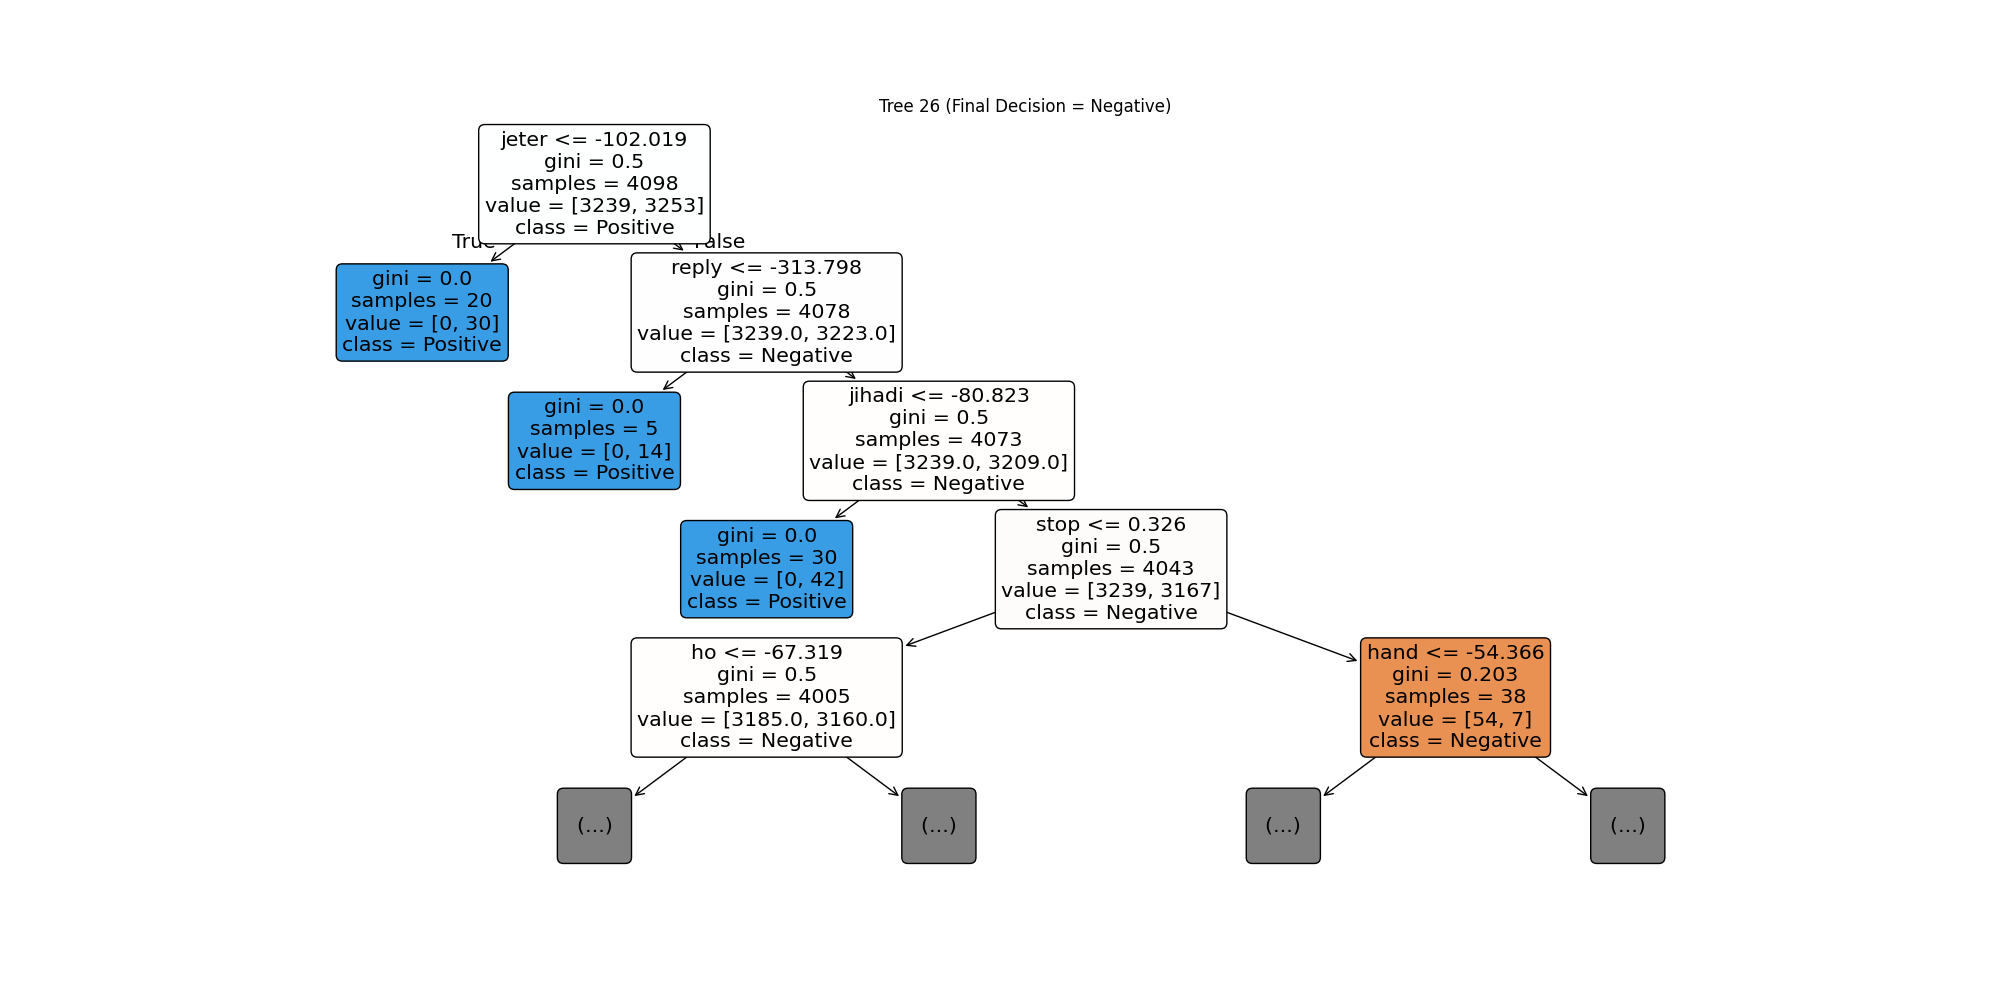 Tree 26 (Final Decision = Negative)
jeter <= -102.019
gini = 0.5
samples = 4098
value = [3239, 3253]
class = Positive
True
False
gini = 0.0
samples = 20
value = [0, 30]
class = Positive
reply <= -313.798
gini = 0.5
samples = 4078
value = [3239.0, 3223.0]
class = Negative
gini = 0.0
samples = 5
value = [0, 14]
class = Positive
jihadi <= -80.823
gini = 0.5
samples = 4073
value = [3239.0, 3209.0]
class = Negative
gini = 0.0
samples = 30
value = [0, 42]
class = Positive
stop <= 0.326
gini = 0.5
samples = 4043
value = [3239, 3167]
class = Negative
ho <= -67.319
gini = 0.5
samples = 4005
value = [3185.0, 3160.0]
class = Negative
hand <= -54.366
gini = 0.203
samples = 38
value = [54, 7]
class = Negative
(...)
(...)
(...)
(...)